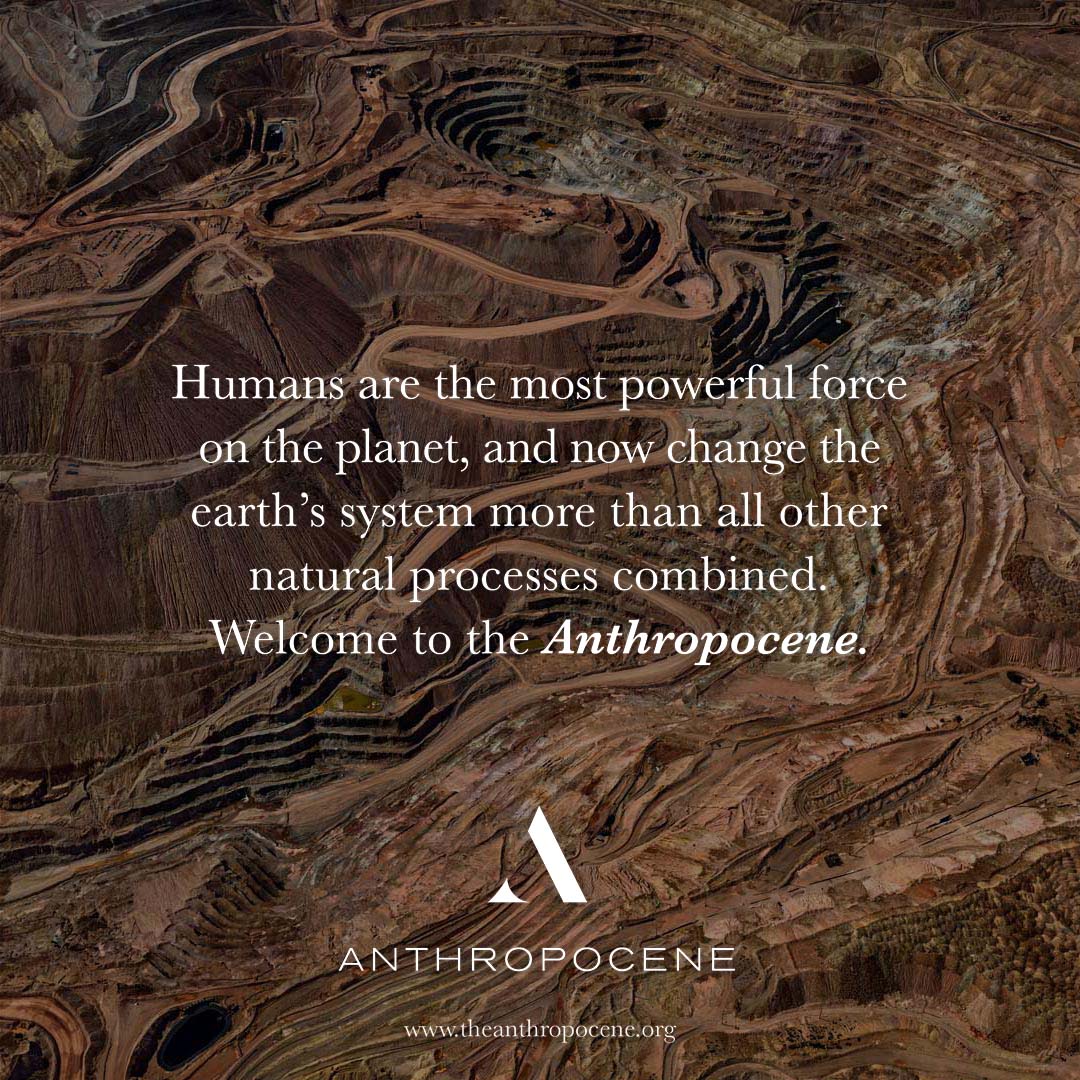 Humans are the most powerful force
on the planet, and now change the
earth’s system more than all other
natural processes combined.
Welcome to the Anthropocene.
ANTHROPOCENE
www.theanthropocene.org